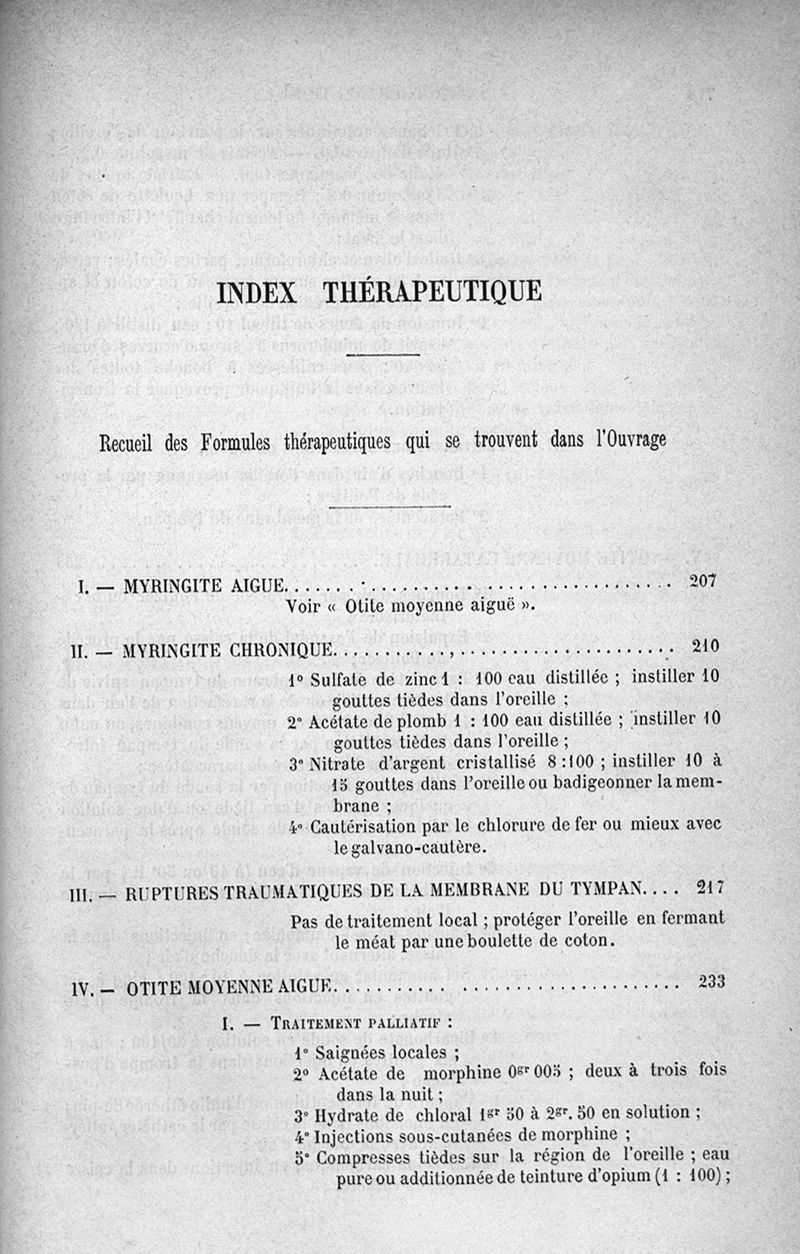 INDEX THÉRAPEUTIQUE
Recueil des Formules thérapeutiques qui se trouvent dans l'Ouvrage
I. — MYRINGITE AIGUE........................................ 207
Voir « Otite moyenne aiguë ».
II. — MYRINGITE CHRONIQUE.................................. 210
1° Sulfate de zinc 1 : 100 eau distillée ; instiller 10
gouttes tièdes dans l'oreille ;
2° Acétate de plomb 1 : 100 eau distillée ; instiller 10
gouttes tièdes dans l'oreille ;
3° Nitrate d'argent cristallisé 8 : 100 ; instiller 10 à
15 gouttes dans l'oreille ou badigeonner la mem-
brane ;
4° Cautérisation par le chlorure de fer ou mieux avec
le galvano-cautère.
III. — RUPTURES TRAUMATIQUES DE LA MEMBRANE DU TYMPAN.... 217
Pas de traitement local ; protéger l'oreille en fermant
le méat par une boulette de coton.
IV. — OTITE MOYENNE AIGUE.................................. 233
I. — TRAITEMENT PALLIATIF :
1° Saignées locales ;
2° Acétate de morphine 0gr 005 ; deux à trois fois
dans la nuit ;
3° Hydrate de chloral 1gr 50 à 2gr. 50 en solution ;
4° Injections sous-cutanées de morphine ;
5° Compresses tièdes sur la région de l'oreille ; eau
pure ou additionnée de teinture d'opium (1 : 100) ;